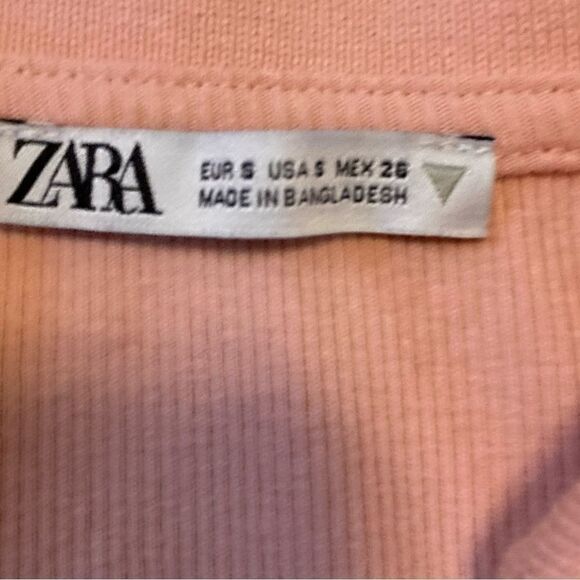 ZARA
EUR S USA S MEX 26
MADE IN BANGLADESH